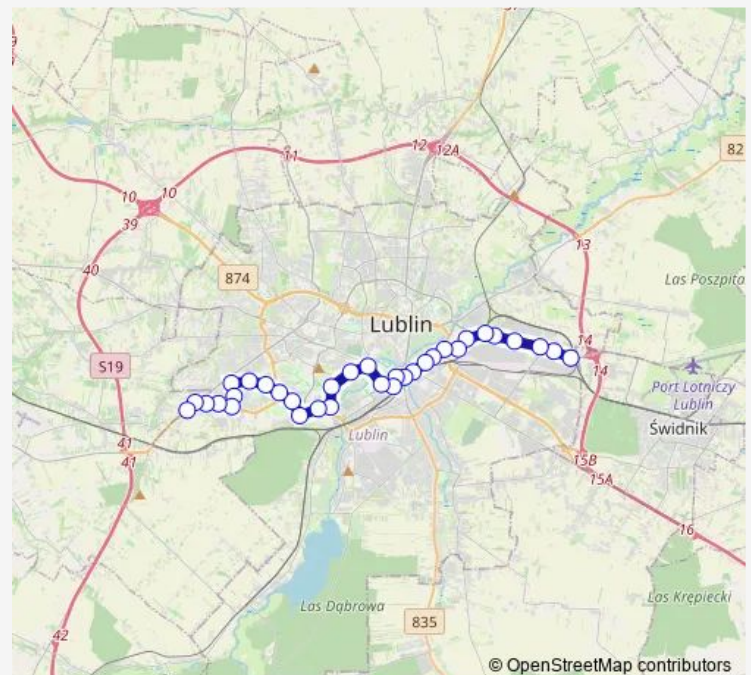 12
12A
11
82
10
10
39
13
40
874
Las Poszpita
Lublin
S19
14
14
Port Lotniczy
Lublin
Świdnik
41
41
Lublin
15B
15A
16
Las Dąbrowa
Las Krępiecki
835
42
© OpenStreetMap contributors